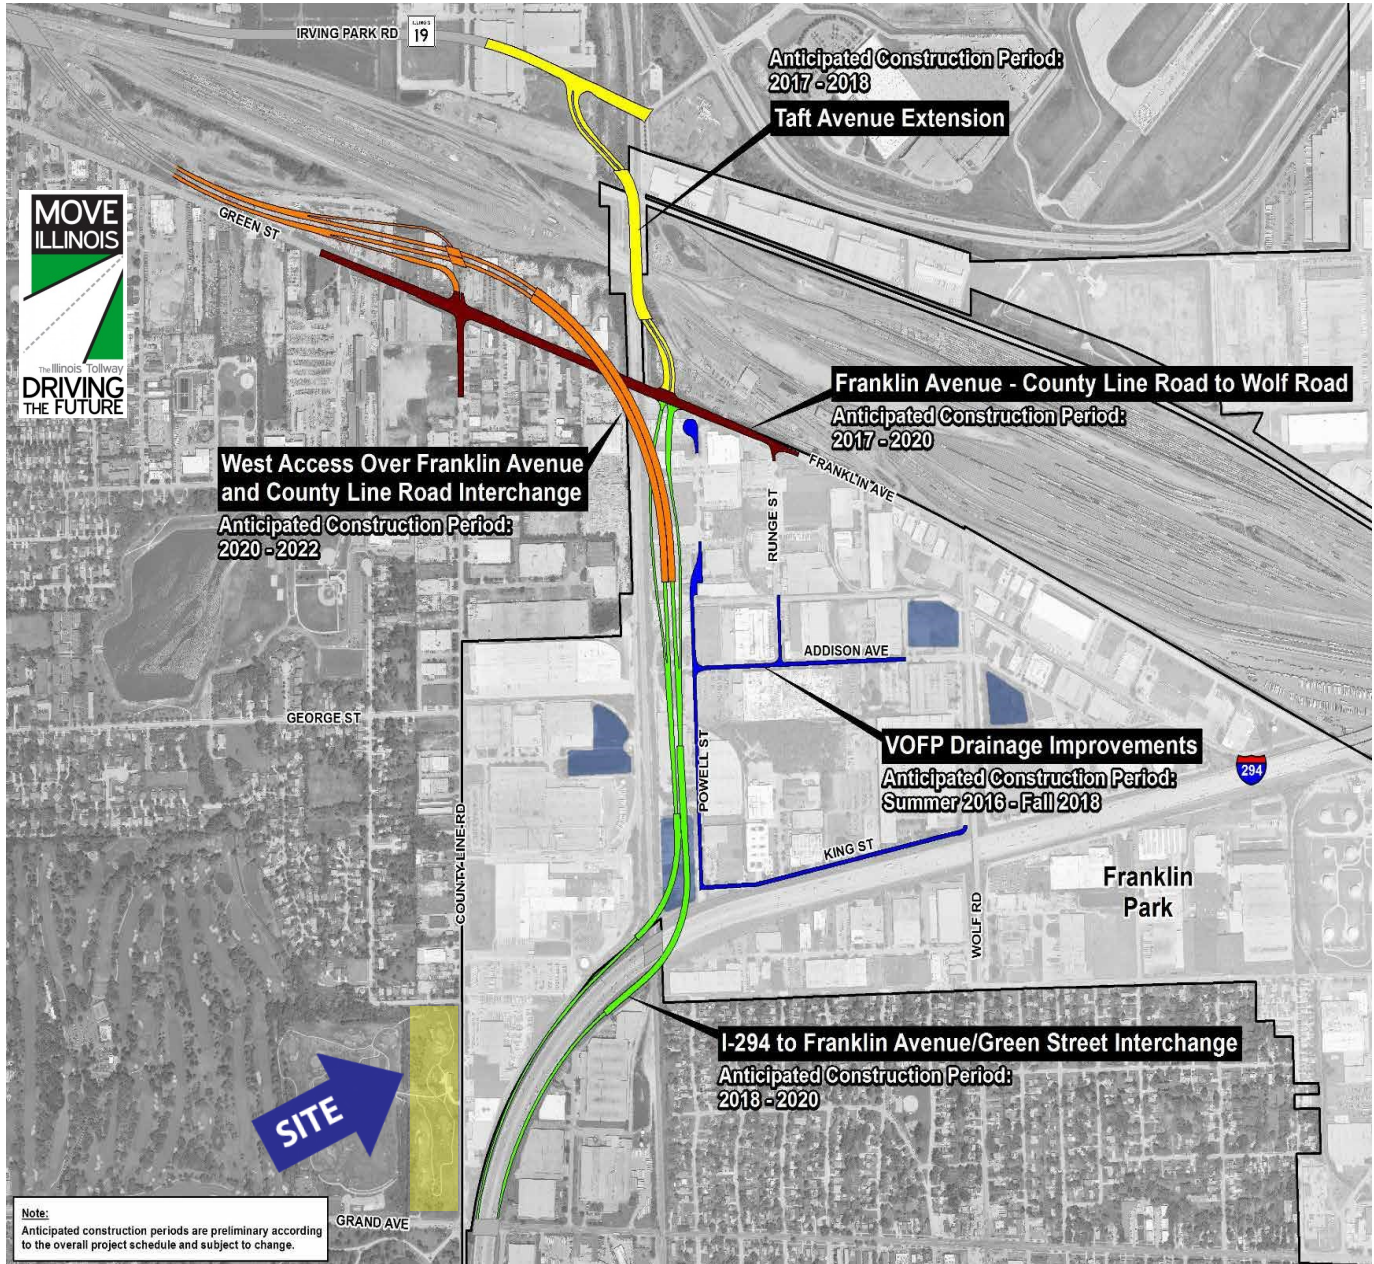 IRVING PARK RD
ILLINOIS
19
Anticipated Construction Period:
2017 - 2018
Taft Avenue Extension
MOVE
ILLINOIS
The Illinois Tollway
DRIVING
THE FUTURE
GREEN ST
Franklin Avenue - County Line Road to Wolf Road
Anticipated Construction Period:
2017 - 2020
West Access Over Franklin Avenue
and County Line Road Interchange
Anticipated Construction Period:
2020 - 2022
FRANKLIN AVE
RUNGE ST
ADDISON AVE
GEORGE ST
POWELL ST
VOFP Drainage Improvements
Anticipated Construction Period:
Summer 2016 - Fall 2018
294
COUNTY LINE RD
KING ST
Franklin
Park
WOLF RD
I-294 to Franklin Avenue/Green Street Interchange
Anticipated Construction Period:
2018 - 2020
SITE
GRAND AVE
Note:
Anticipated construction periods are preliminary according
to the overall project schedule and subject to change.